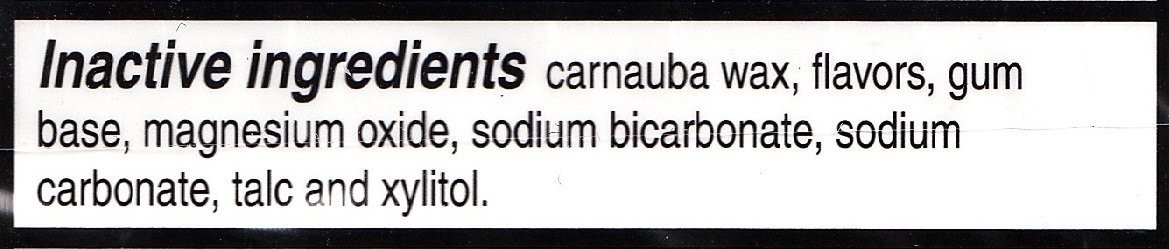 Inactive ingredients carnauba wax, flavors, gum
base, magnesium oxide, sodium bicarbonate, sodium
carbonate, talc and xylitol.